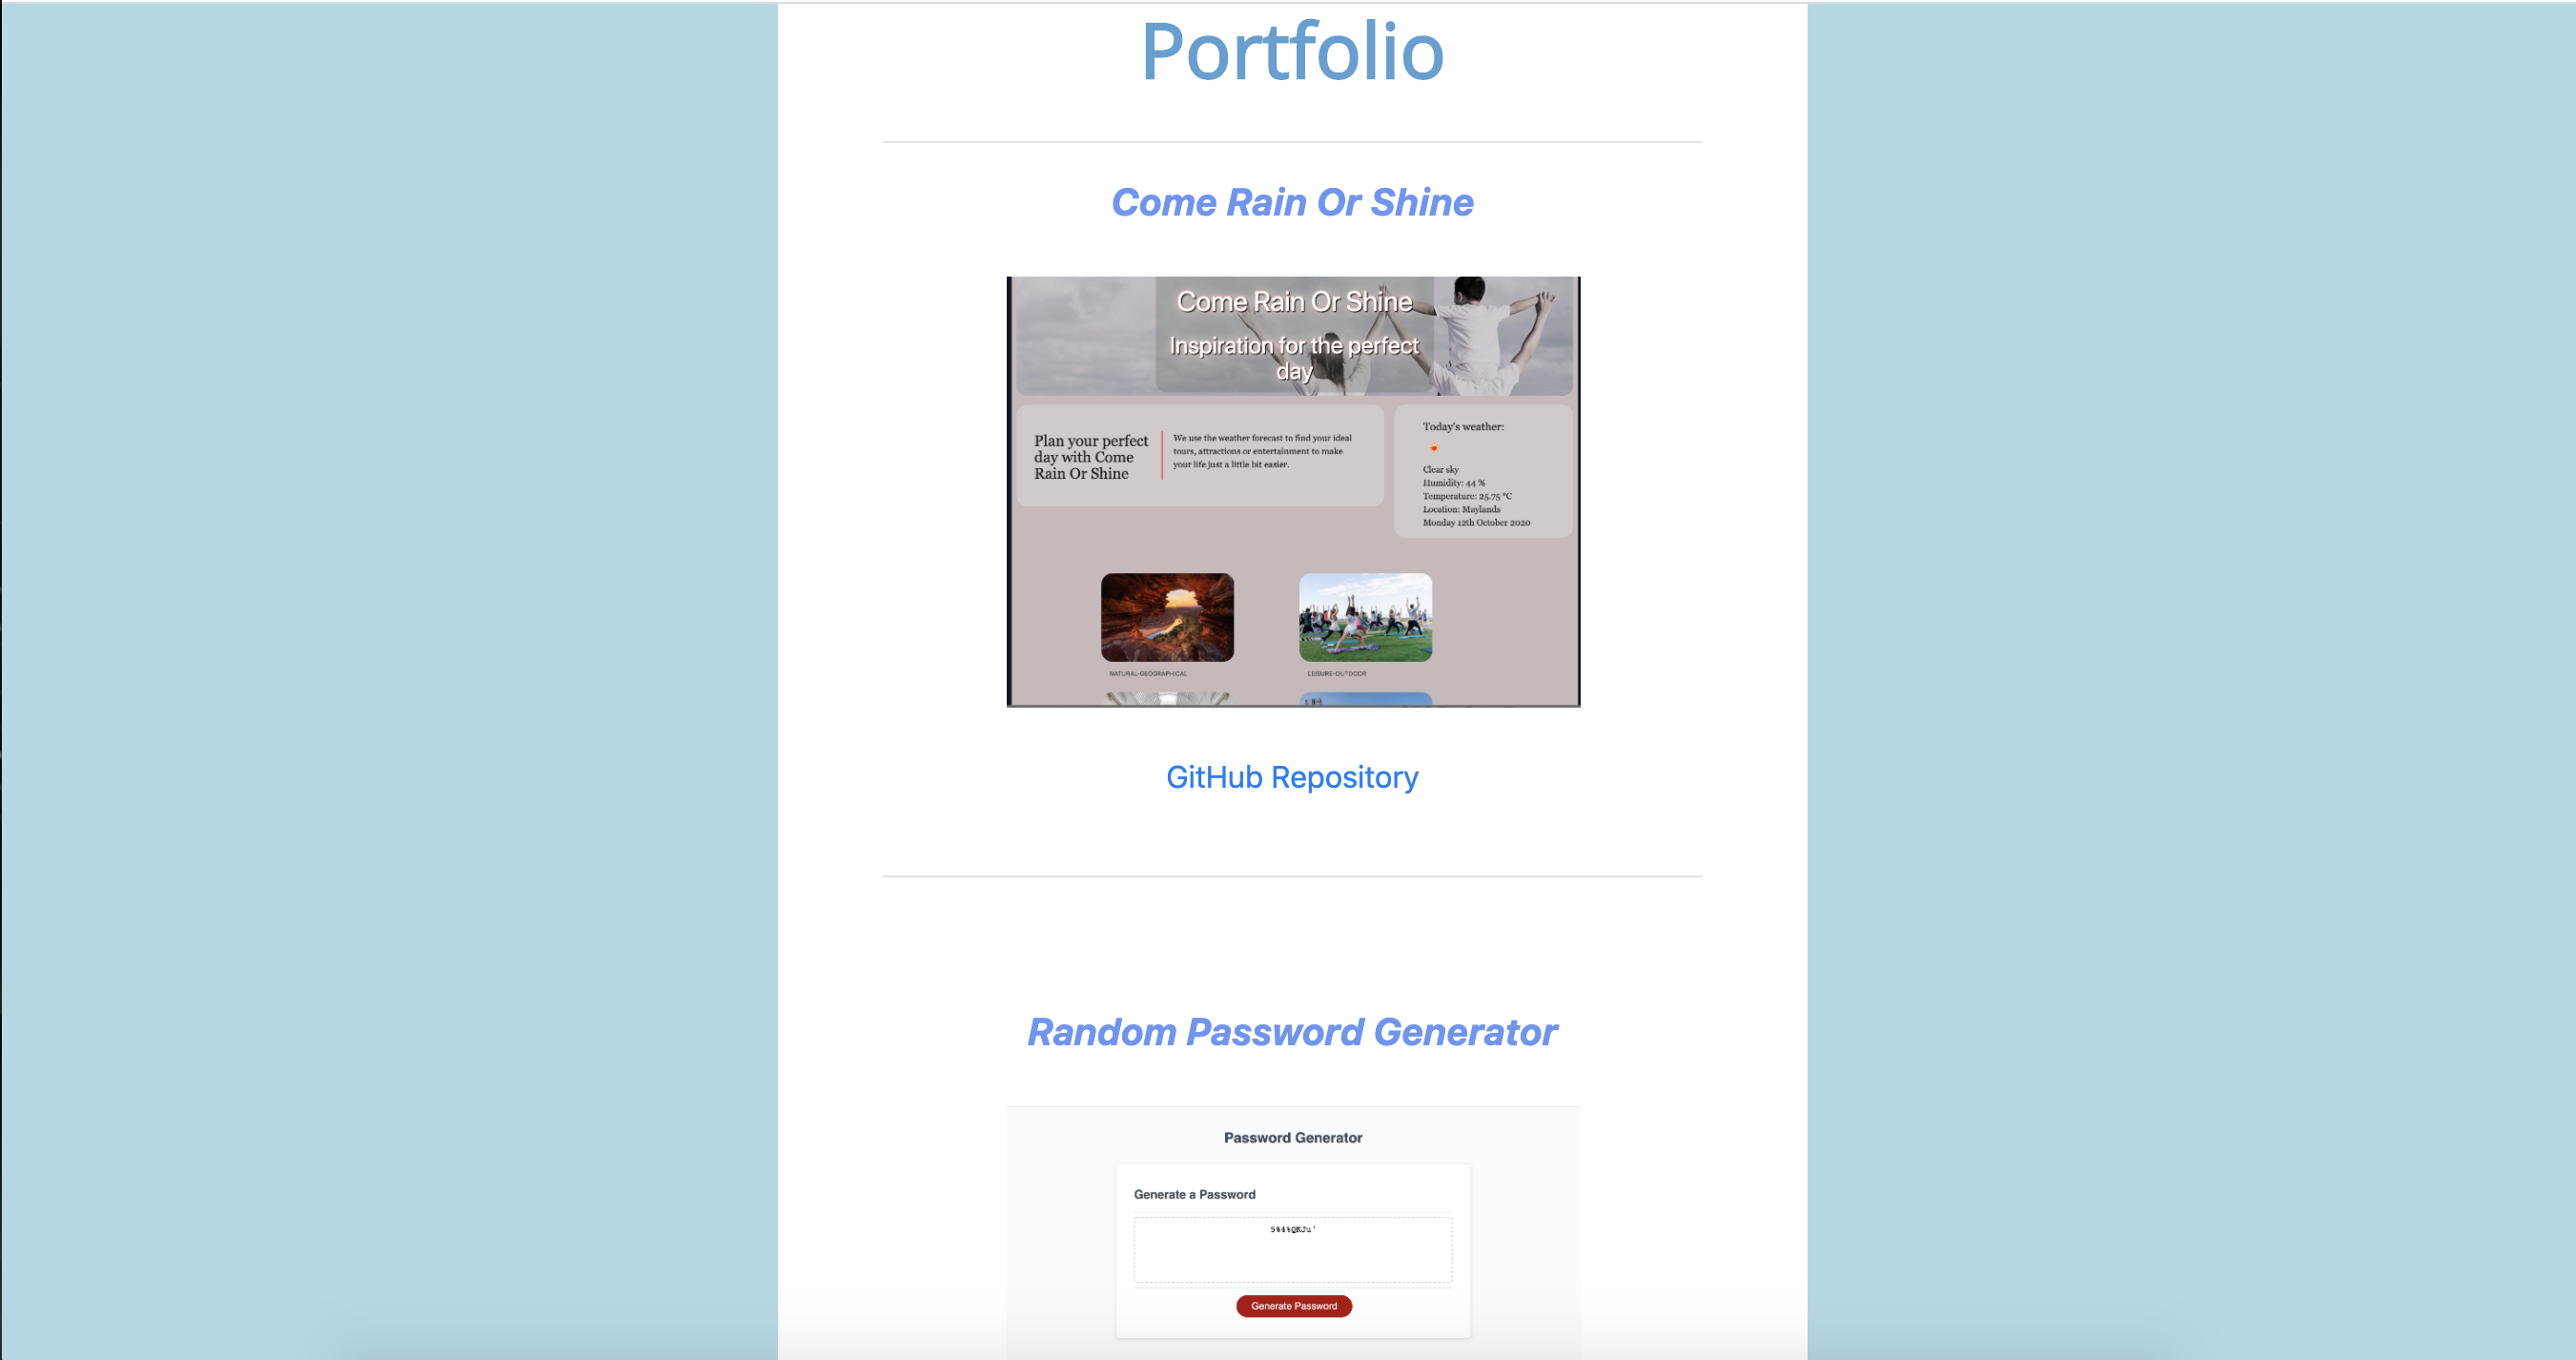 Portfolio
Come Rain Or Shine
Come Rain Or Shine
Inspiration for the perfect
day
Plan your perfect
day with Come
Rain Or Shine
We use the weather forecast to find your ideal
tours, attractions or entertainment to make
your life just a little bit easier.
Today's weather:
Clear sky
Humidity: 44 %
Temperature: 25.75 °C
Location: Maylands
Monday 12th October 2020
NATURAL-GEOGRAPHICAL
LEISURE-OUTDOOR
GitHub Repository
Random Password Generator
Password Generator
Generate a Password
Generate Password